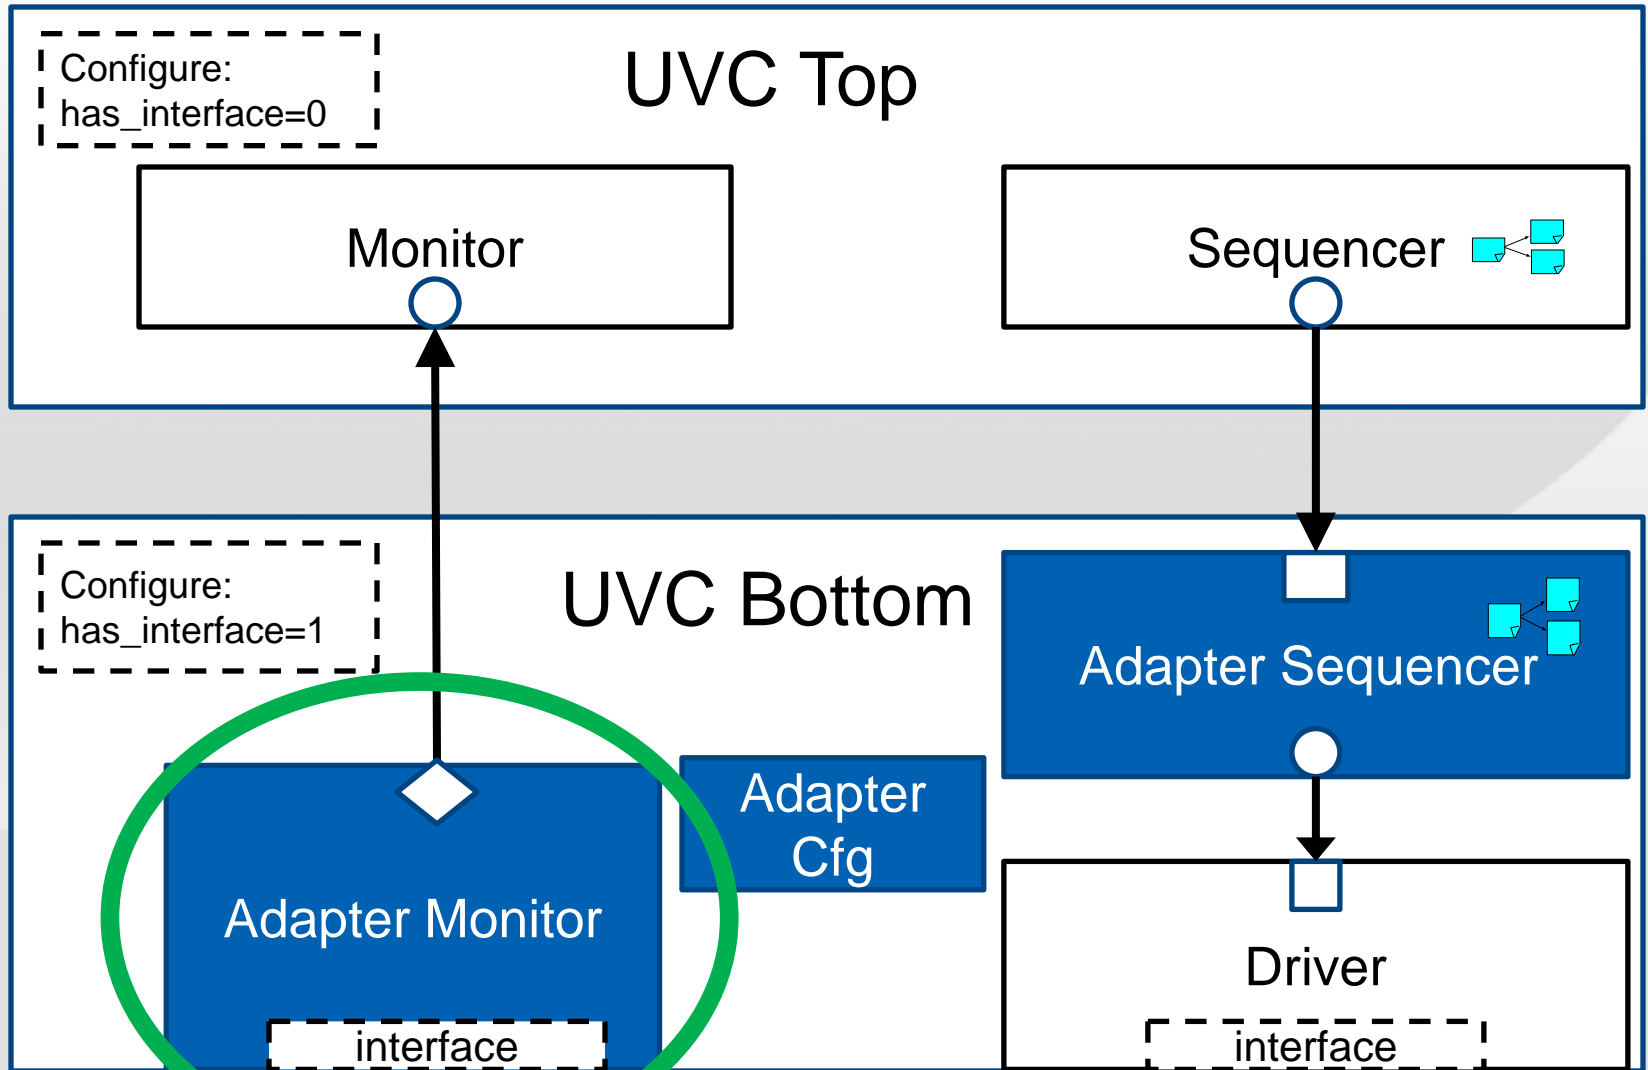 Configure:
has_interface=0
UVC Top
Monitor
Sequencer
Configure:
has_interface=1
UVC Bottom
Adapter Sequencer
Adapter
Cfg
Adapter Monitor
Driver
interface
interface